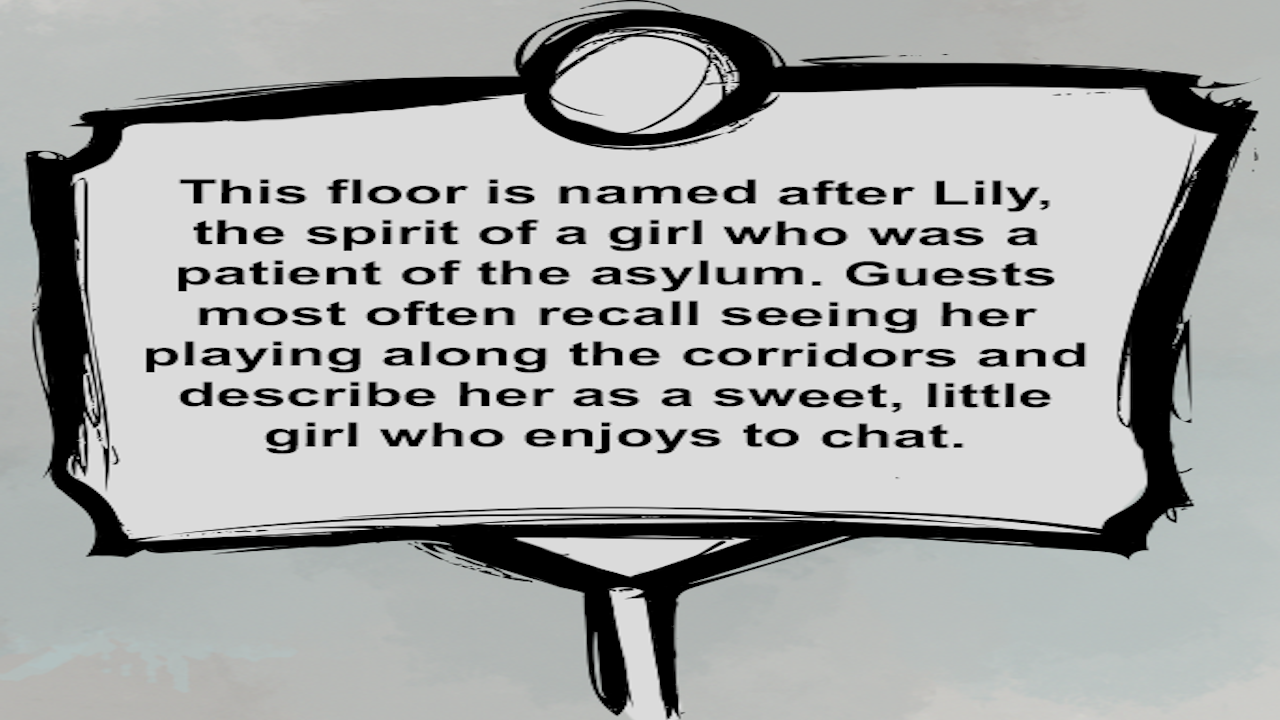 This floor is named after Lily,
the spirit of a girl who was a
patient of the asylum. Guests
most often recall seeing her
playing along the corridors and
describe her as a sweet, little
girl who enjoys to chat.